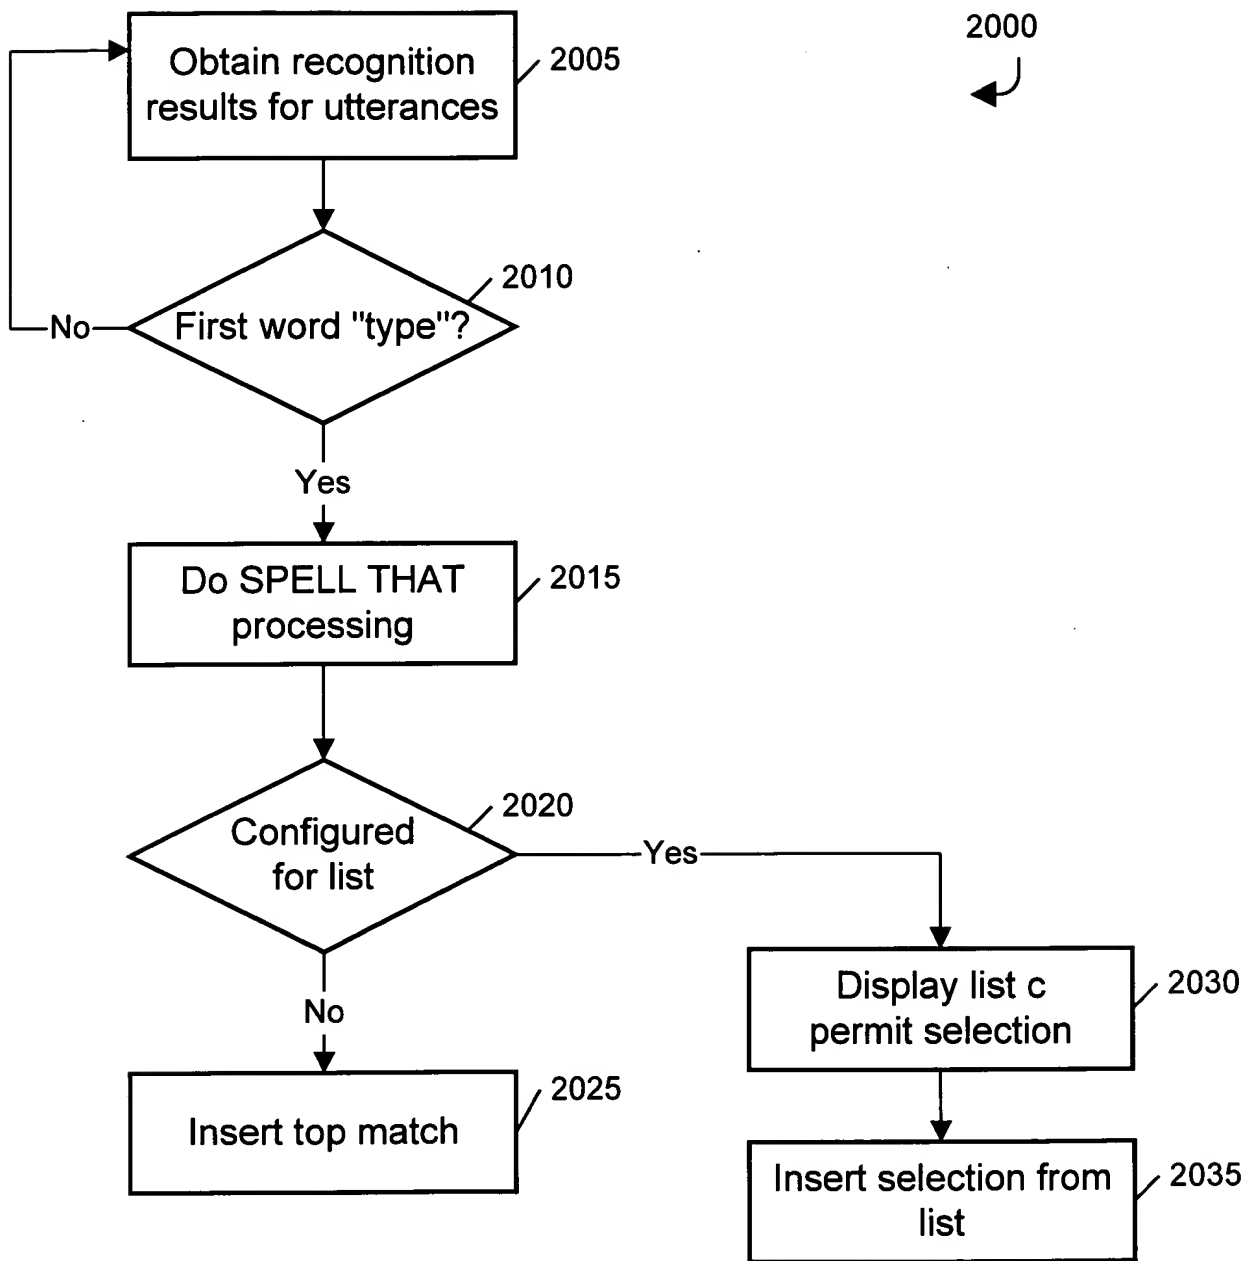 2000
Obtain recognition
results for utterances
2005
First word "type"?
2010
No
Yes
Do SPELL THAT
processing
2015
Configured
for list
2020
Yes
No
Display list c
permit selection
2030
Insert top match
2025
Insert selection from
list
2035